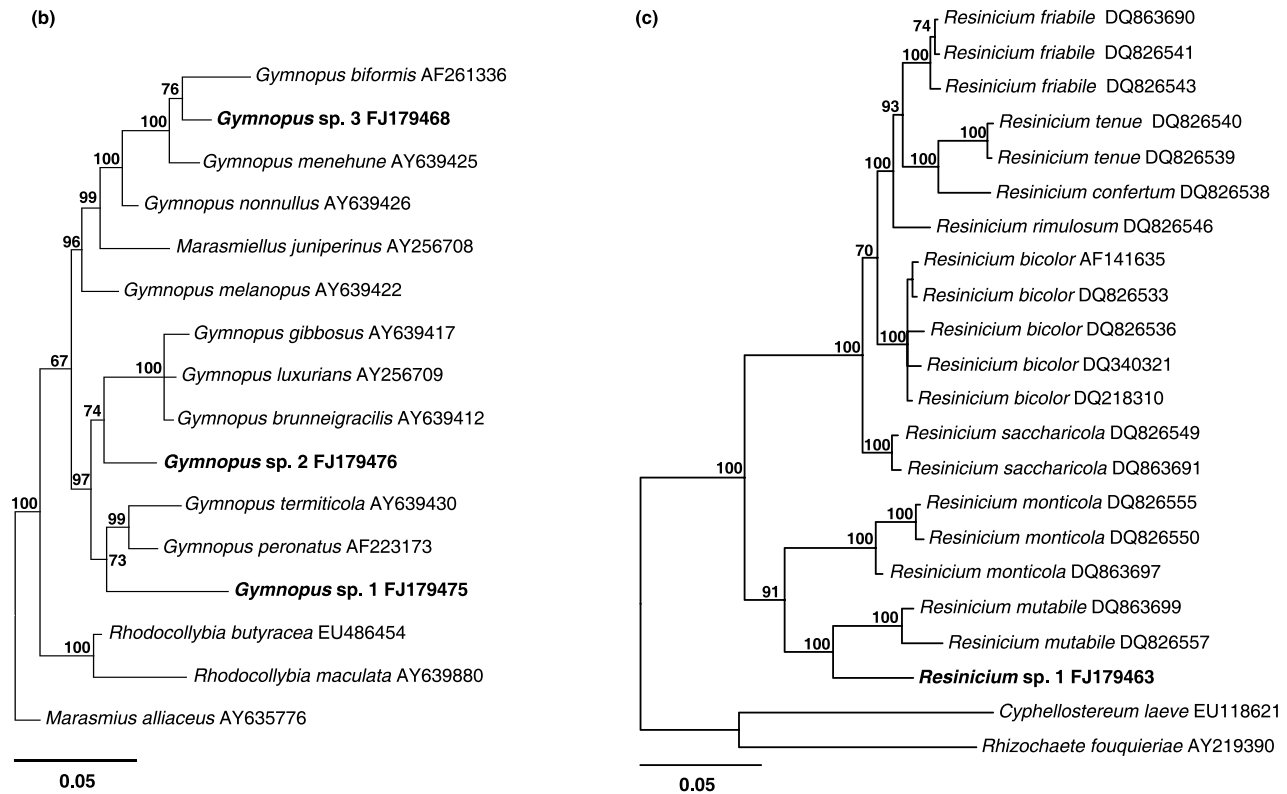 (b)
Gymnopus biformis AF261336
76
Gymnopus sp. 3 FJ179468
100
Gymnopus menehune AY639425
100
Gymnopus nonnullus AY639426
99
Marasmiellus juniperinus AY256708
96
Gymnopus melanopus AY639422
Gymnopus gibbosus AY639417
67
100
Gymnopus luxurians AY256709
74
Gymnopus brunneigracilis AY639412
Gymnopus sp. 2 FJ179476
97
Gymnopus termiticola AY639430
100
99
Gymnopus peronatus AF223173
73
Gymnopus sp. 1 FJ179475
Rhodocollybia butyracea EU486454
100
Rhodocollybia maculata AY639880
Marasmius alliaceus AY635776
0.05
(c)
Resinicium friabile DQ863690
74
Resinicium friabile DQ826541
100
Resinicium friabile DQ826543
93
Resinicium tenue DQ826540
100
Resinicium tenue DQ826539
100
100
Resinicium confertum DQ826538
Resinicium rimulosum DQ826546
70
Resinicium bicolor AF141635
Resinicium bicolor DQ826533
Resinicium bicolor DQ826536
100
100
Resinicium bicolor DQ340321
Resinicium bicolor DQ218310
Resinicium saccharicola DQ826549
100
Resinicium saccharicola DQ863691
100
Resinicium monticola DQ826555
100
Resinicium monticola DQ826550
100
Resinicium monticola DQ863697
91
Resinicium mutabile DQ863699
100
Resinicium mutabile DQ826557
100
Resinicium sp. 1 FJ179463
Cyphellostereum laeve EU118621
Rhizochaete fouquieriae AY219390
0.05